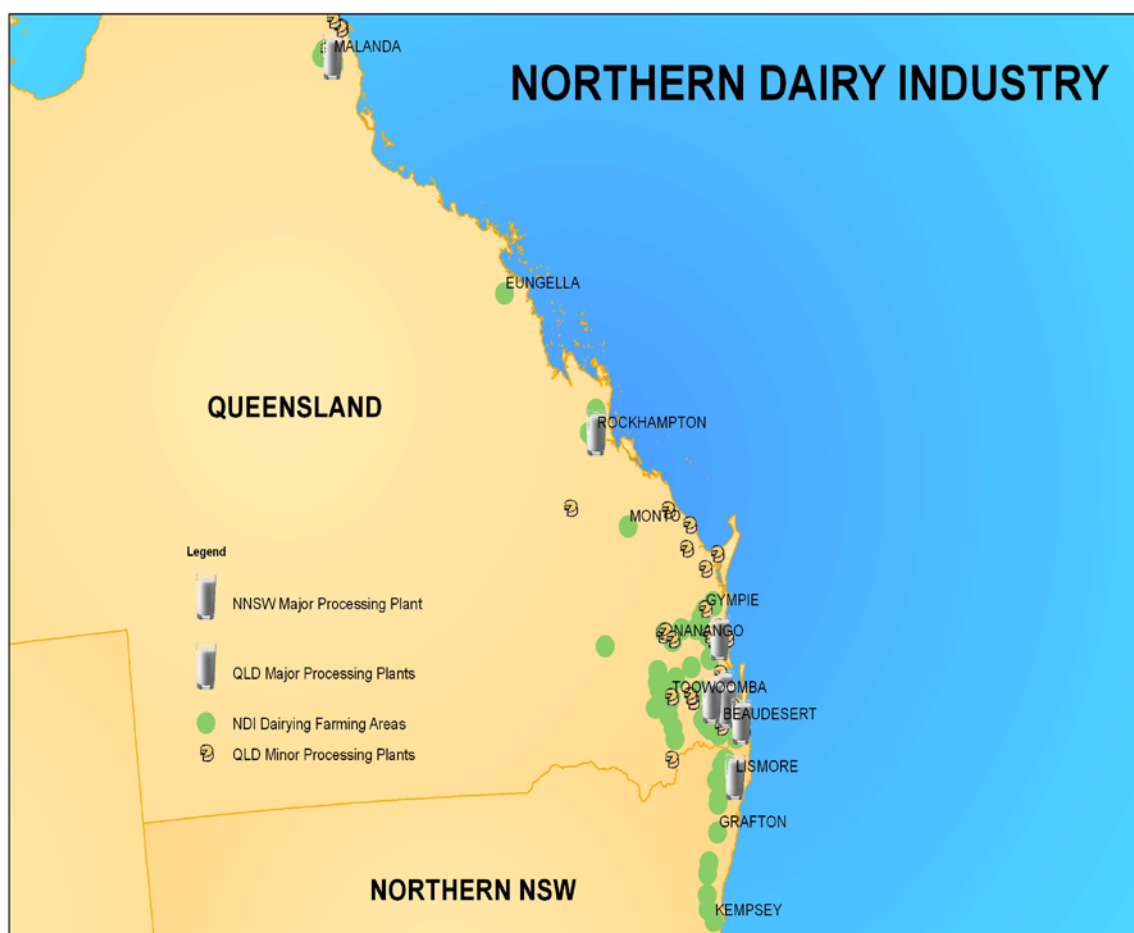 MALANDA
NORTHERN DAIRY INDUSTRY
EUNGELLA
QUEENSLAND
ROCKHAMPTON
MONTO
Legend
NNSW Major Processing Plant
QLD Major Processing Plants
NDI Dairying Farming Areas
QLD Minor Processing Plants
GYMPIE
NANANGO
TOOWOOMBA
BEAUDESERT
LISMORE
GRAFTON
NORTHERN NSW
KEMPSEY